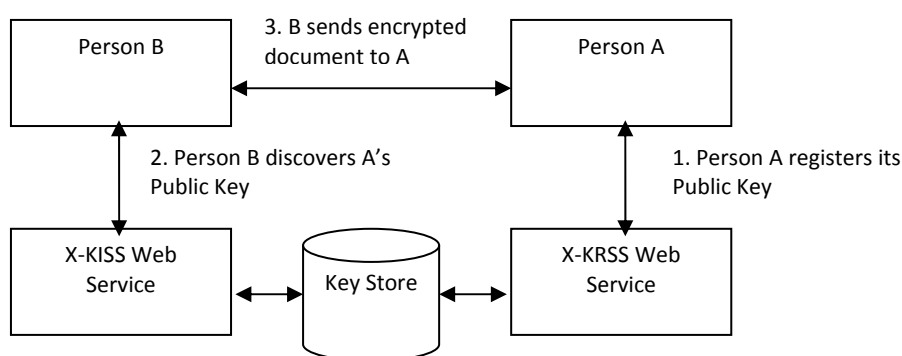 Person B
3. B sends encrypted
document to A
Person A
2. Person B discovers A’s
Public Key
1. Person A registers its
Public Key
X-KISS Web
Service
Key Store
X-KRSS Web
Service